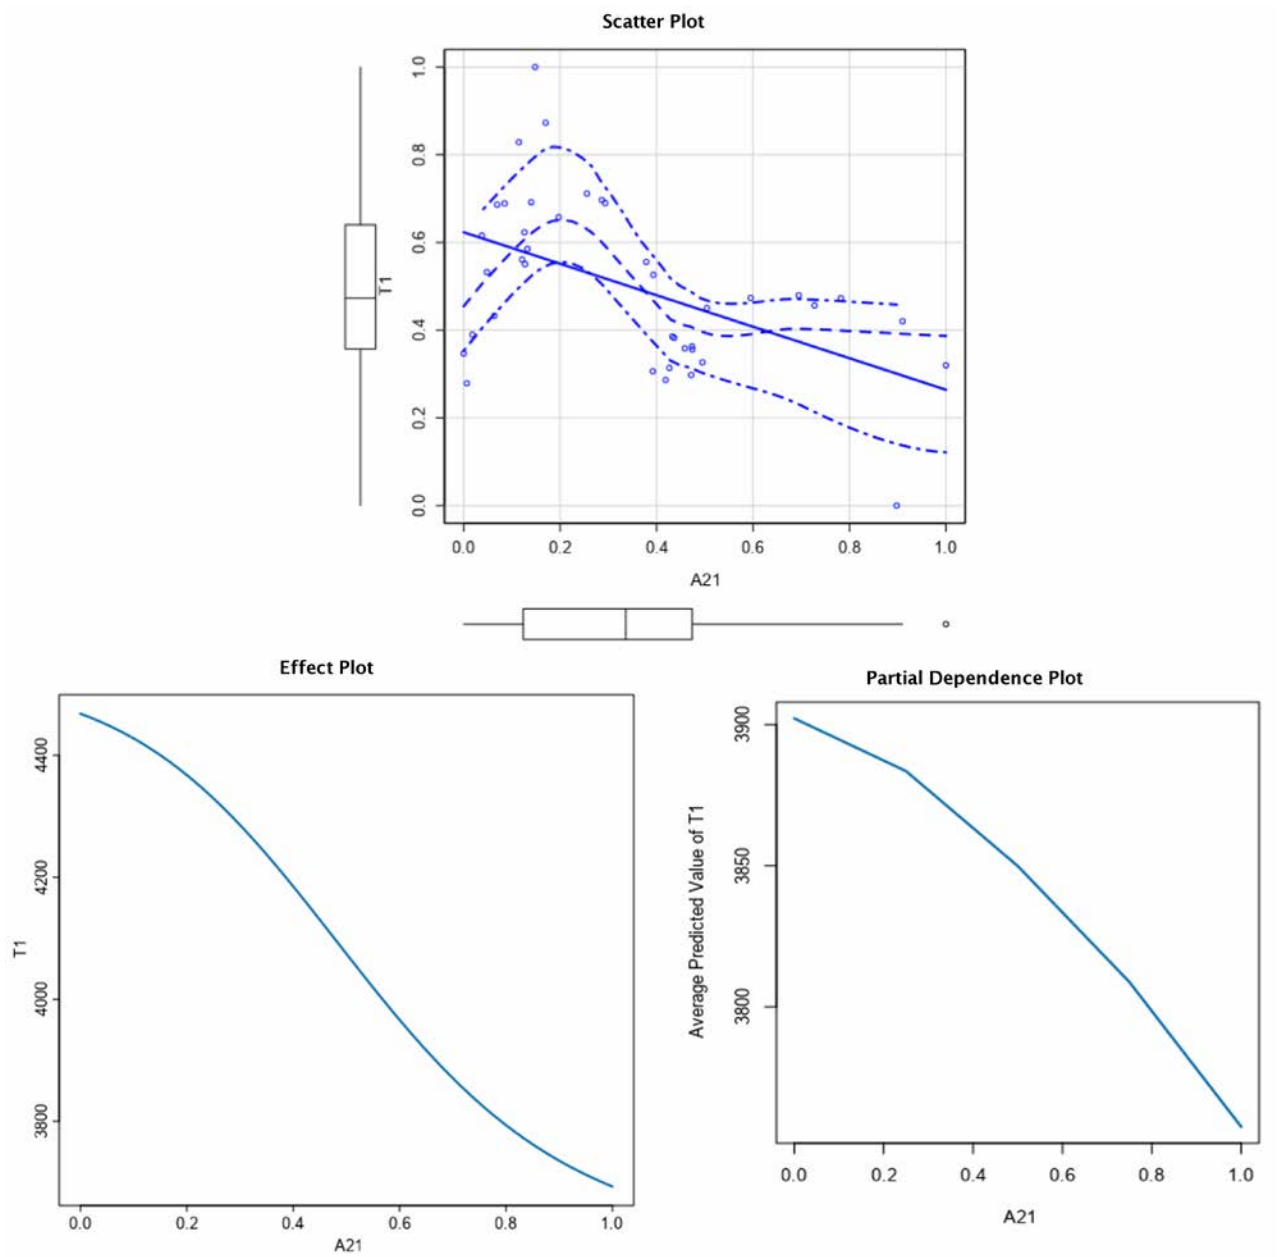 Scatter Plot
1.0
0.8
0.6
0.4
0.2
0.0
T1
0.0 0.2 0.4 0.6 0.8 1.0
A21
Effect Plot
4400
4200
4000
3800
T1
0.0 0.2 0.4 0.6 0.8 1.0
A21
Partial Dependence Plot
3900
3850
3800
Average Predicted Value of T1
0.0 0.2 0.4 0.6 0.8 1.0
A21